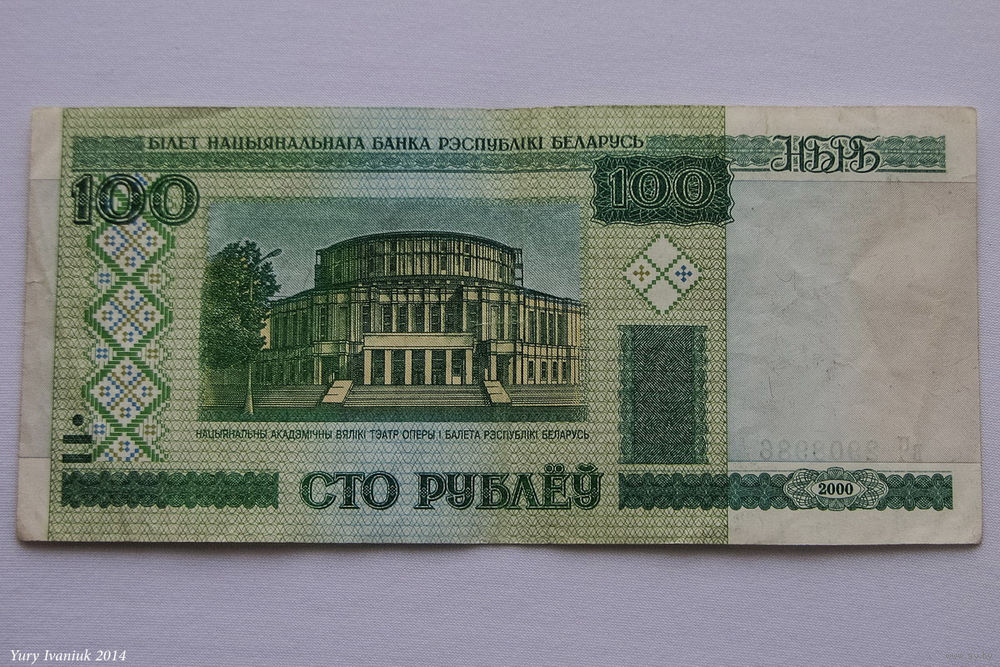 БІЛЕТ НАЦЫЯНАЛЬНАГА БАНКА РЭСПУБЛІКІ БЕЛАРУСЬ
НБРБ
100
100
НАЦЫЯНАЛЬНЫ АКАДЭМІЧНЫ ВЯЛІКІ ТЭАТР ОПЕРЫ І БАЛЕТА РЭСПУБЛІКІ БЕЛАРУСЬ
СТО РУБЛЁЎ
2000
Yury Ivaniuk 2014